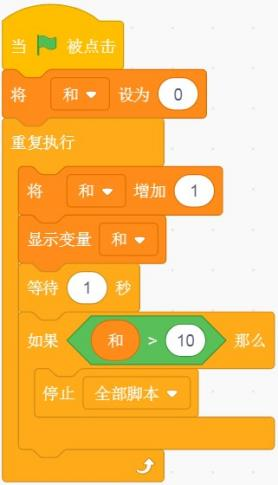 当 被点击
将 和 设为 0
重复执行
将 和 增加 1
显示变量 和
等待 1 秒
如果 和 > 10 那么
停止 全部脚本